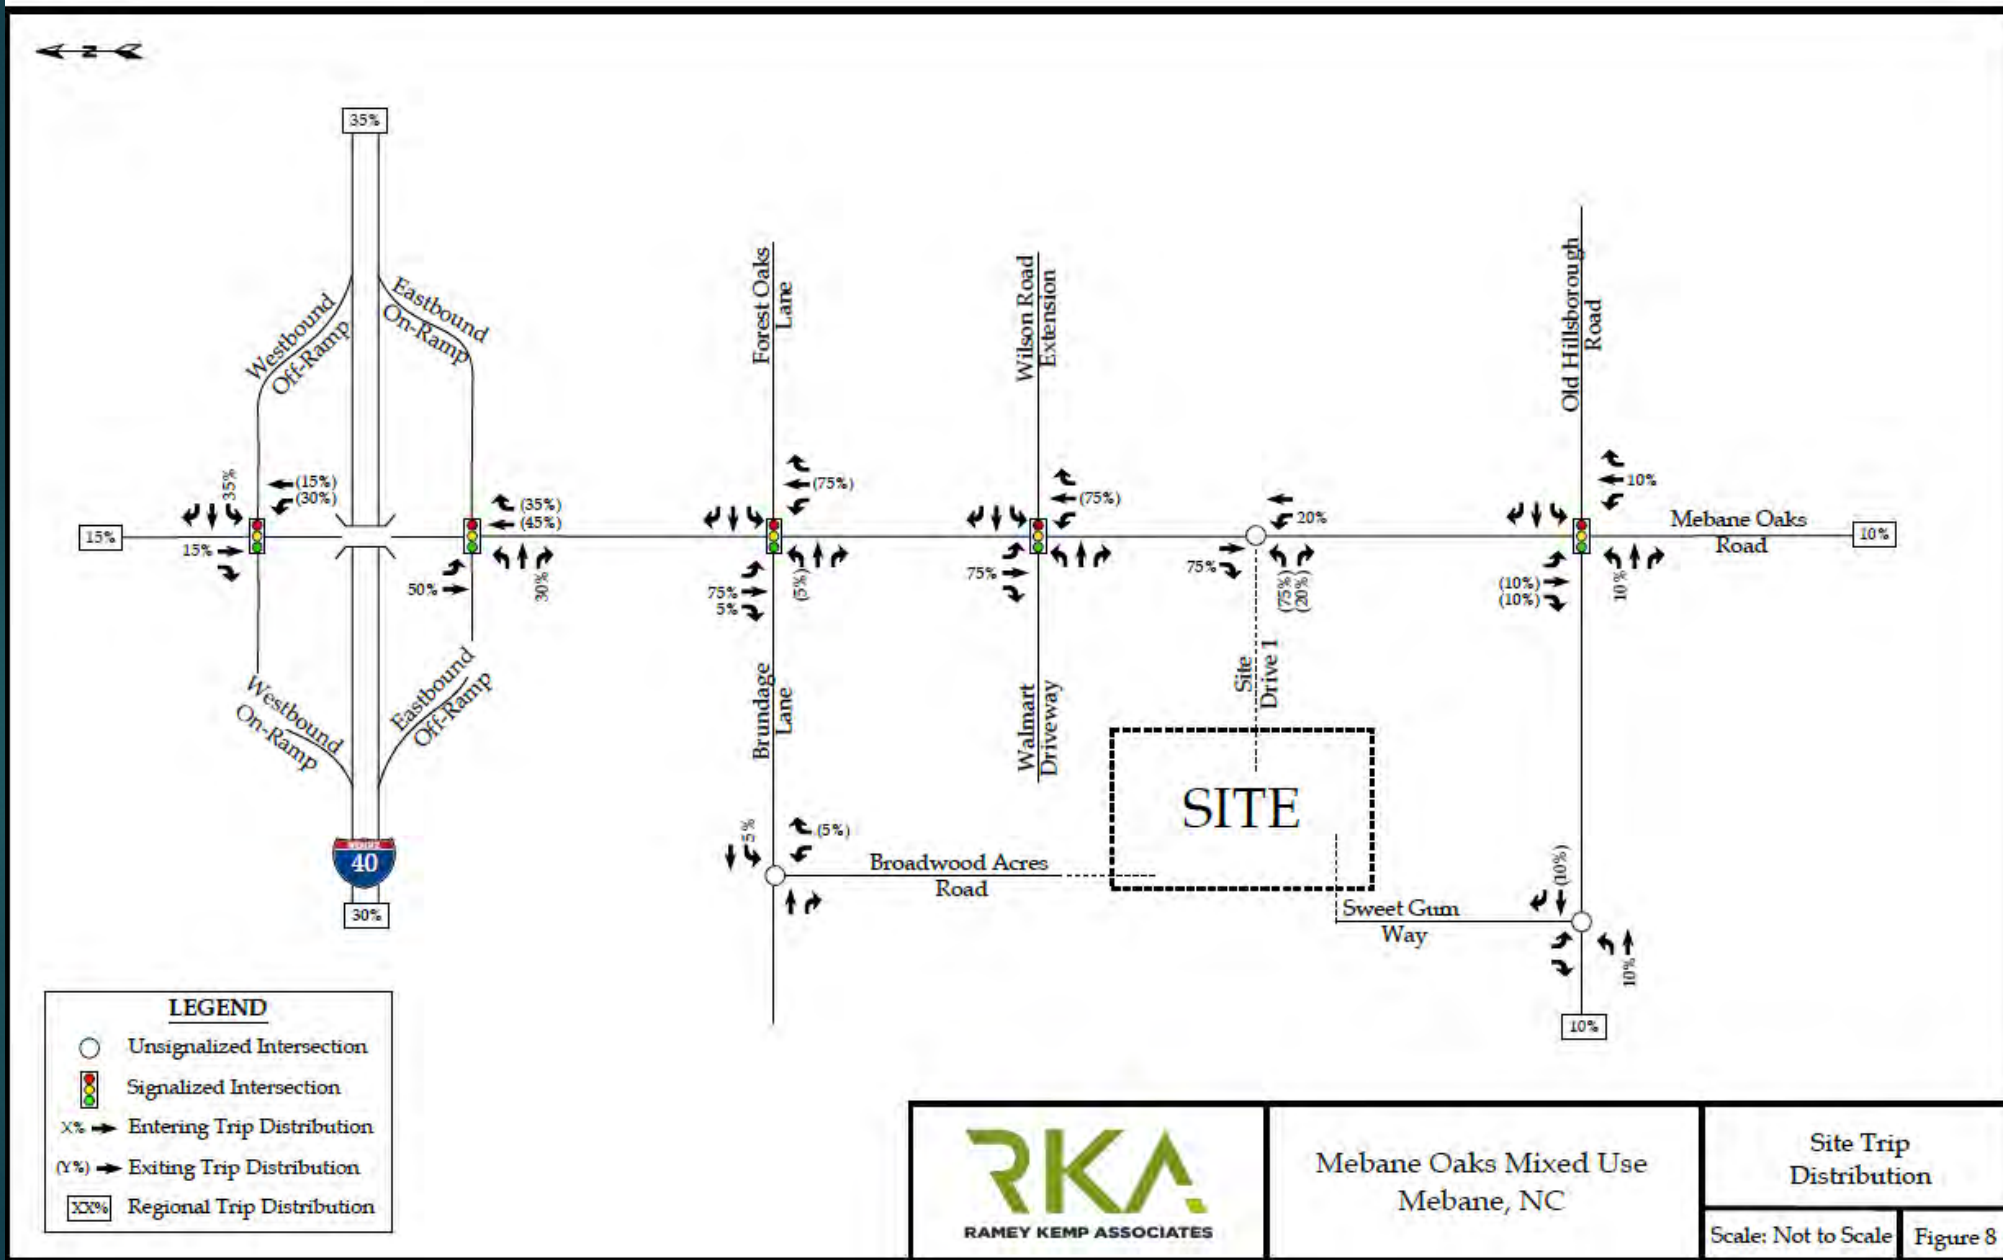 N
35%
Westbound
Off-Ramp
Eastbound
On-Ramp
Forest Oaks
Lane
Wilson Road
Extension
Old Hillsborough
Road
35%
(15%)
(30%)
(35%)
(45%)
(75%)
(75%)
20%
10%
15%
15%
50%
30%
75%
5%
(5%)
75%
75%
(75%)
(20%)
(10%)
(10%)
10%
Mebane Oaks
Road
10%
Westbound
On-Ramp
Eastbound
Off-Ramp
Brundage
Lane
Walmart
Driveway
Site
Drive 1
SITE
40
30%
5%
(5%)
Broadwood Acres
Road
Sweet Gum
Way
(10%)
10%
10%
LEGEND
Unsignalized Intersection
Signalized Intersection
X% Entering Trip Distribution
(Y%) Exiting Trip Distribution
XX% Regional Trip Distribution
RKA
RAMEY KEMP ASSOCIATES
Mebane Oaks Mixed Use
Mebane, NC
Site Trip
Distribution
Scale: Not to Scale
Figure 8